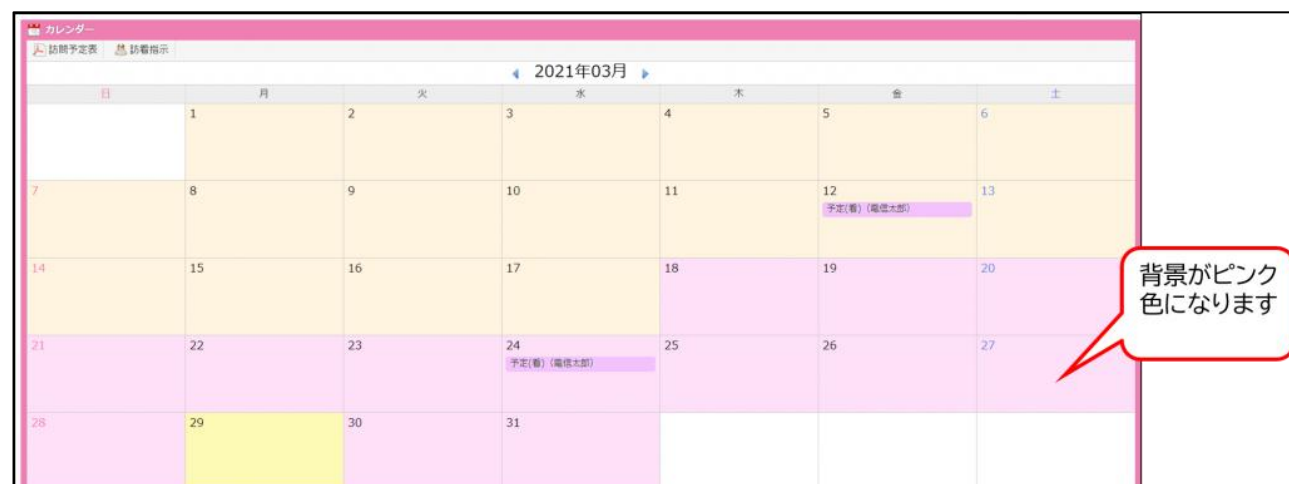 カレンダー
訪問予定表 訪着指示
2021年03月
日 月 火 水 木 金 土
1 2 3 4 5 6
7 8 9 10 11 12 13
予定(看)（電信太郎）
14 15 16 17 18 19 20
背景がピンク
色になります
21 22 23 24 25 26 27
予定(看)（電信太郎）
28 29 30 31